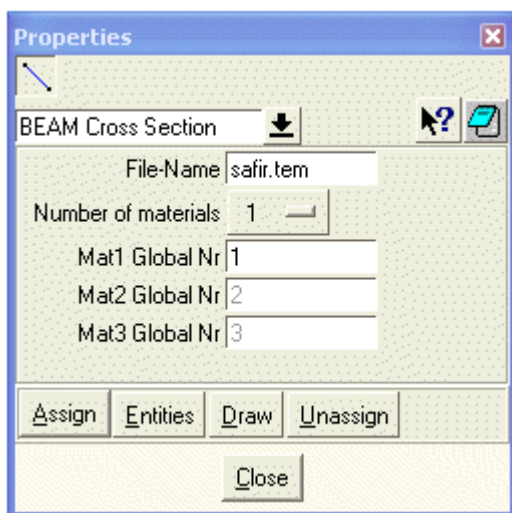 Properties
BEAM Cross Section
?
File-Name safir.tem
Number of materials 1
Mat1 Global Nr 1
Mat2 Global Nr 2
Mat3 Global Nr 3
Assign Entities Draw Unassign
Close